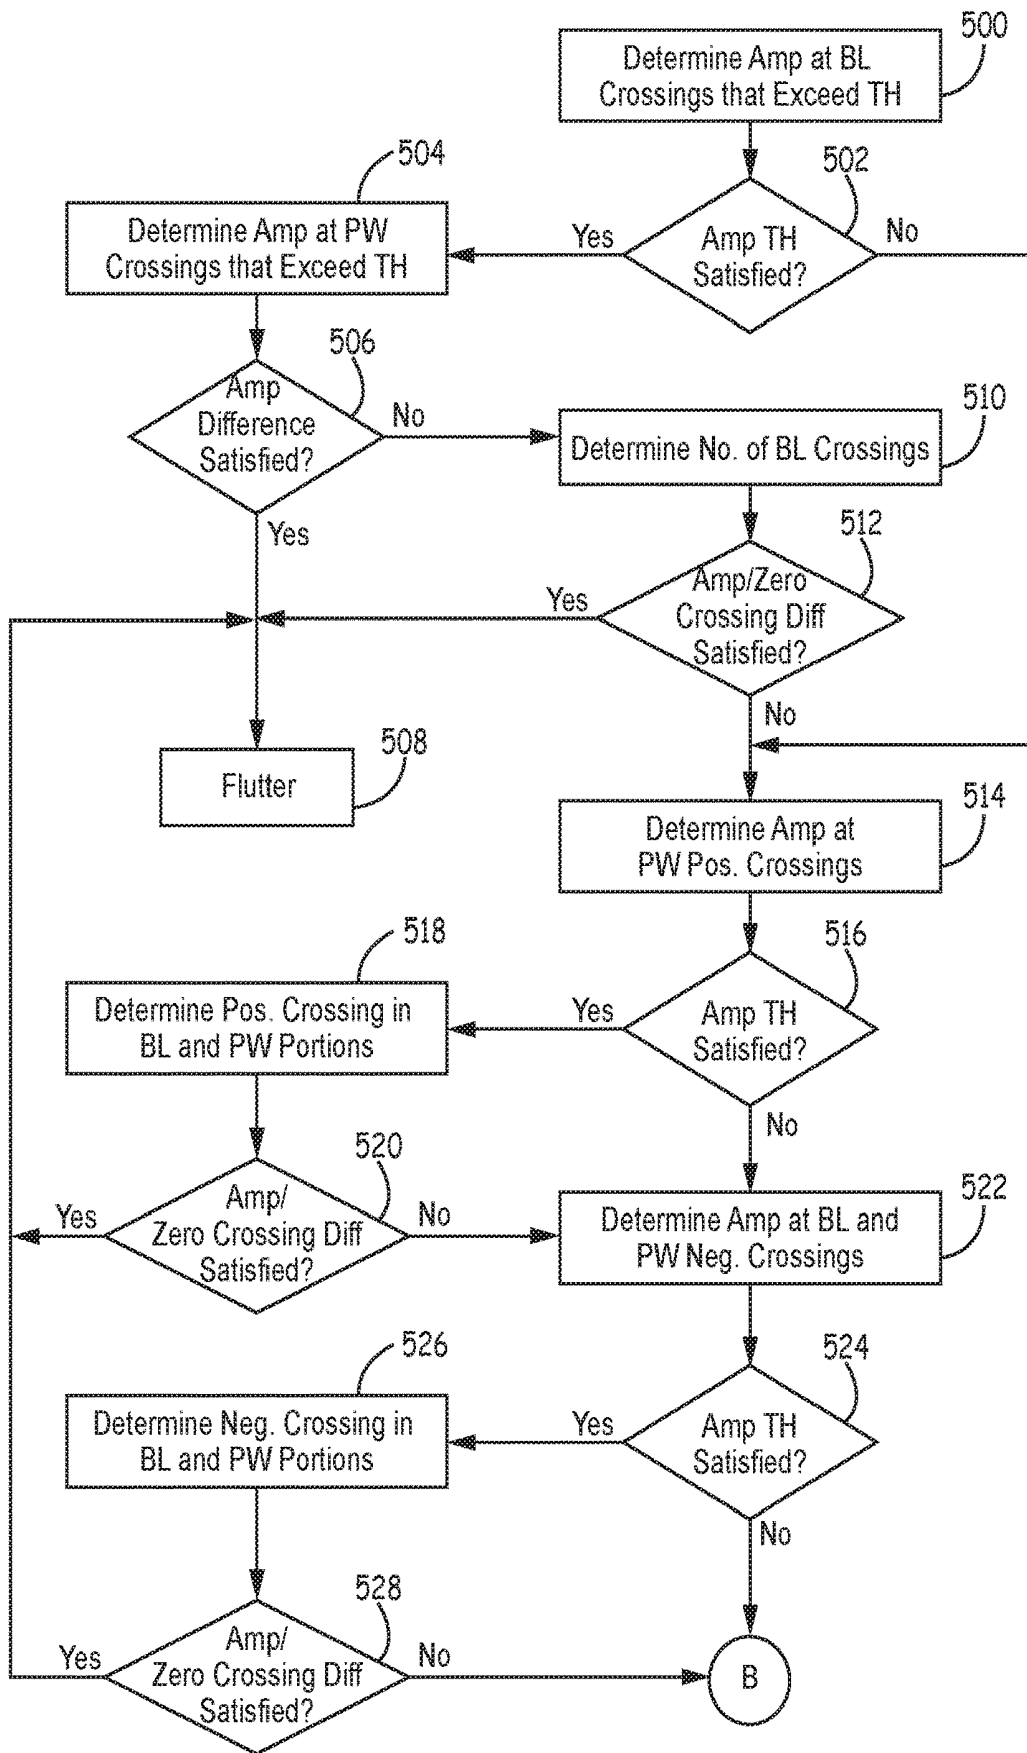 500
Determine Amp at BL
Crossings that Exceed TH
502
Amp TH
Satisfied?
Yes
No
504
Determine Amp at PW
Crossings that Exceed TH
506
Amp
Difference
Satisfied?
No
Yes
510
Determine No. of BL Crossings
512
Amp/Zero
Crossing Diff
Satisfied?
Yes
No
508
Flutter
514
Determine Amp at
PW Pos. Crossings
516
Amp TH
Satisfied?
Yes
No
518
Determine Pos. Crossing in
BL and PW Portions
520
Amp/
Zero Crossing Diff
Satisfied?
Yes
No
522
Determine Amp at BL and
PW Neg. Crossings
524
Amp TH
Satisfied?
Yes
No
526
Determine Neg. Crossing in
BL and PW Portions
528
Amp/
Zero Crossing Diff
Satisfied?
Yes
No
B